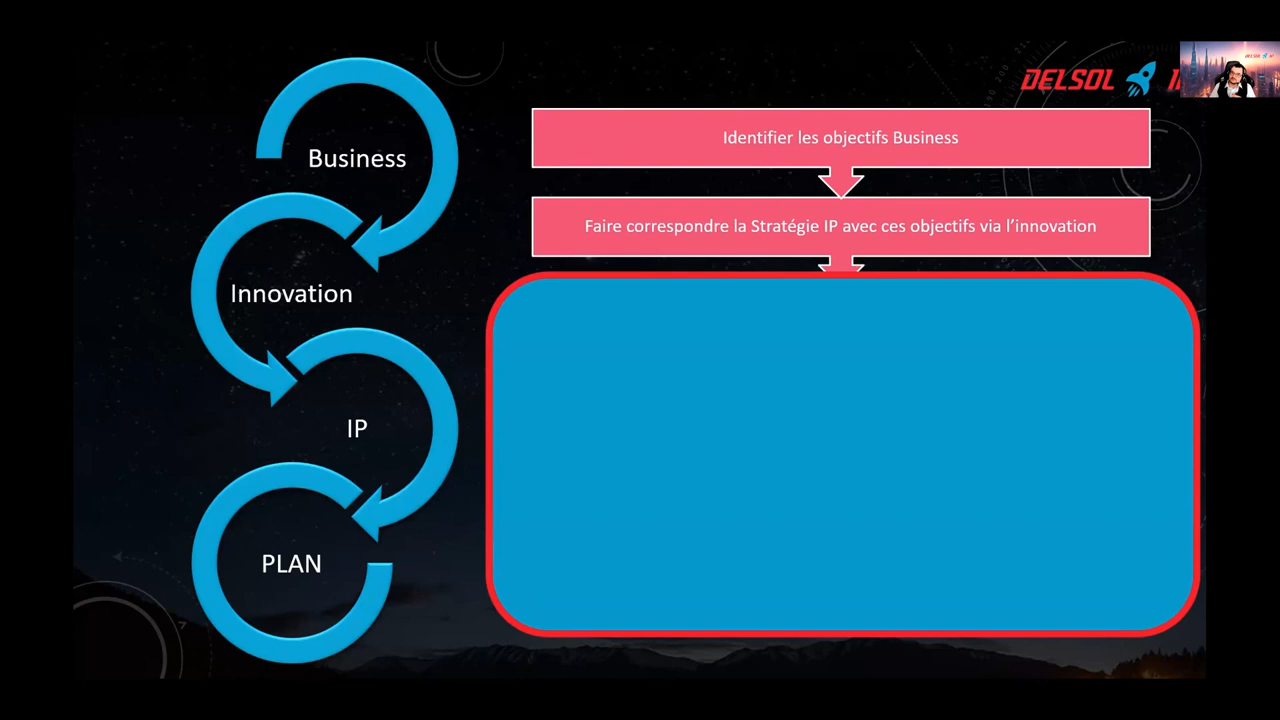 DELSOL
Identifier les objectifs Business
Business
Faire correspondre la Stratégie IP avec ces objectifs via l'innovation
Innovation
IP
PLAN